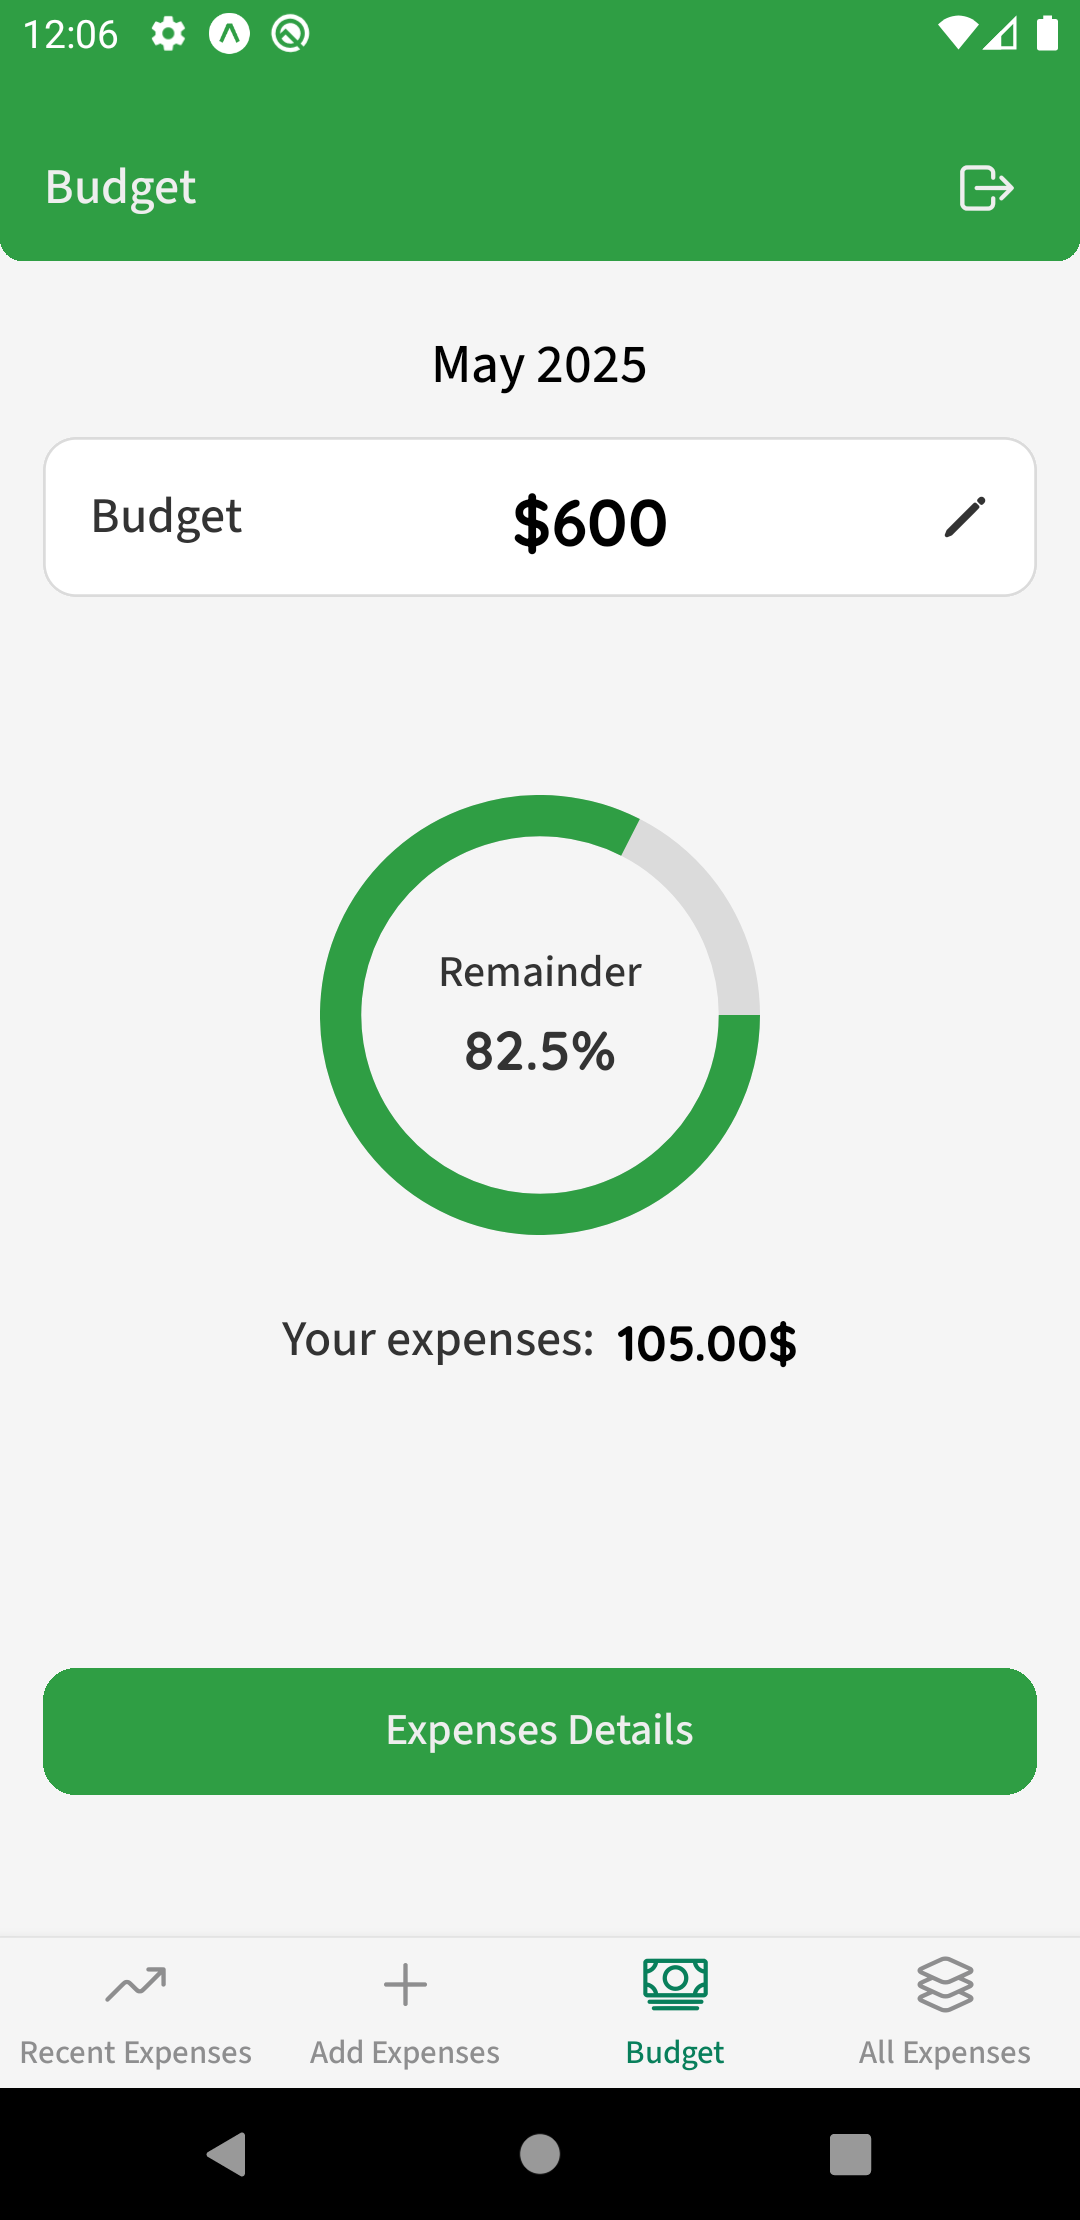 12:06
Budget
May 2025
Budget $600
Remainder
82.5%
Your expenses: 105.00$
Expenses Details
Recent Expenses Add Expenses Budget All Expenses